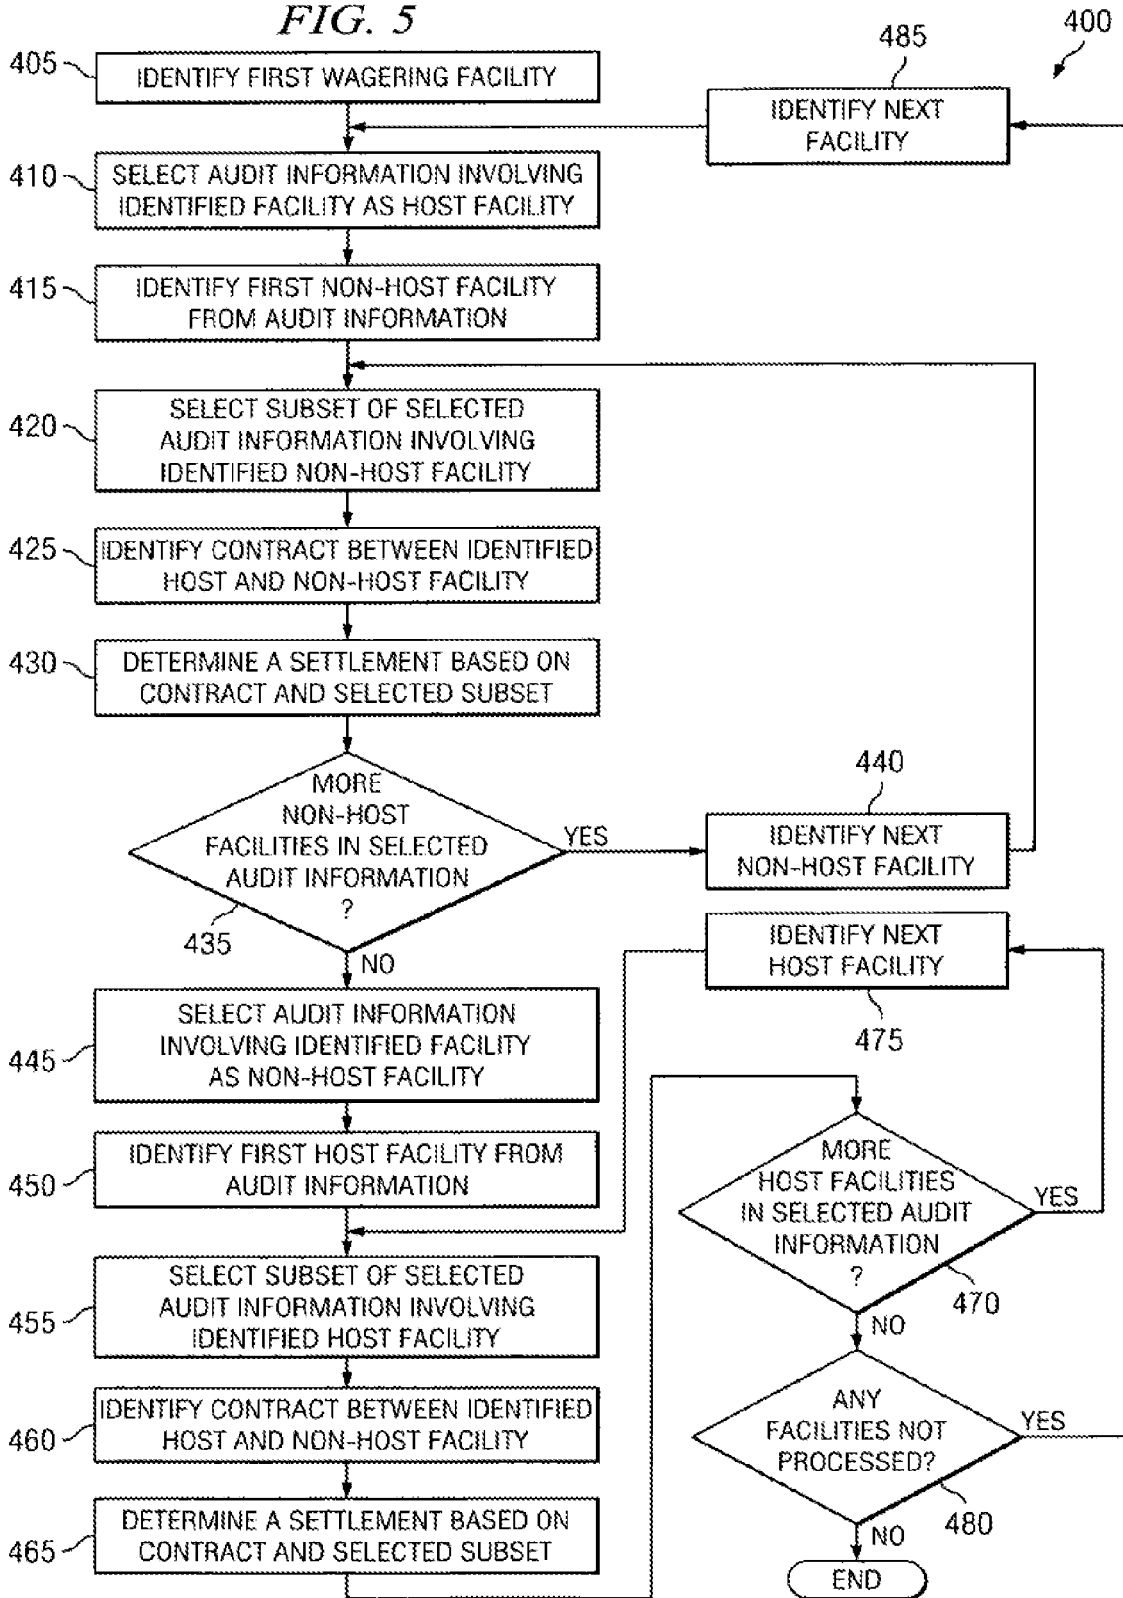 FIG. 5
400
405
IDENTIFY FIRST WAGERING FACILITY
485
IDENTIFY NEXT
FACILITY
410
SELECT AUDIT INFORMATION INVOLVING
IDENTIFIED FACILITY AS HOST FACILITY
415
IDENTIFY FIRST NON-HOST FACILITY
FROM AUDIT INFORMATION
420
SELECT SUBSET OF SELECTED
AUDIT INFORMATION INVOLVING
IDENTIFIED NON-HOST FACILITY
425
IDENTIFY CONTRACT BETWEEN IDENTIFIED
HOST AND NON-HOST FACILITY
430
DETERMINE A SETTLEMENT BASED ON
CONTRACT AND SELECTED SUBSET
MORE
NON-HOST
FACILITIES IN SELECTED
AUDIT INFORMATION
?
435
YES
NO
440
IDENTIFY NEXT
NON-HOST FACILITY
IDENTIFY NEXT
HOST FACILITY
475
445
SELECT AUDIT INFORMATION
INVOLVING IDENTIFIED FACILITY
AS NON-HOST FACILITY
450
IDENTIFY FIRST HOST FACILITY FROM
AUDIT INFORMATION
455
SELECT SUBSET OF SELECTED
AUDIT INFORMATION INVOLVING
IDENTIFIED HOST FACILITY
460
IDENTIFY CONTRACT BETWEEN IDENTIFIED
HOST AND NON-HOST FACILITY
465
DETERMINE A SETTLEMENT BASED ON
CONTRACT AND SELECTED SUBSET
MORE
HOST FACILITIES
IN SELECTED AUDIT
INFORMATION
?
YES
470
NO
ANY
FACILITIES NOT
PROCESSED?
YES
480
NO
END